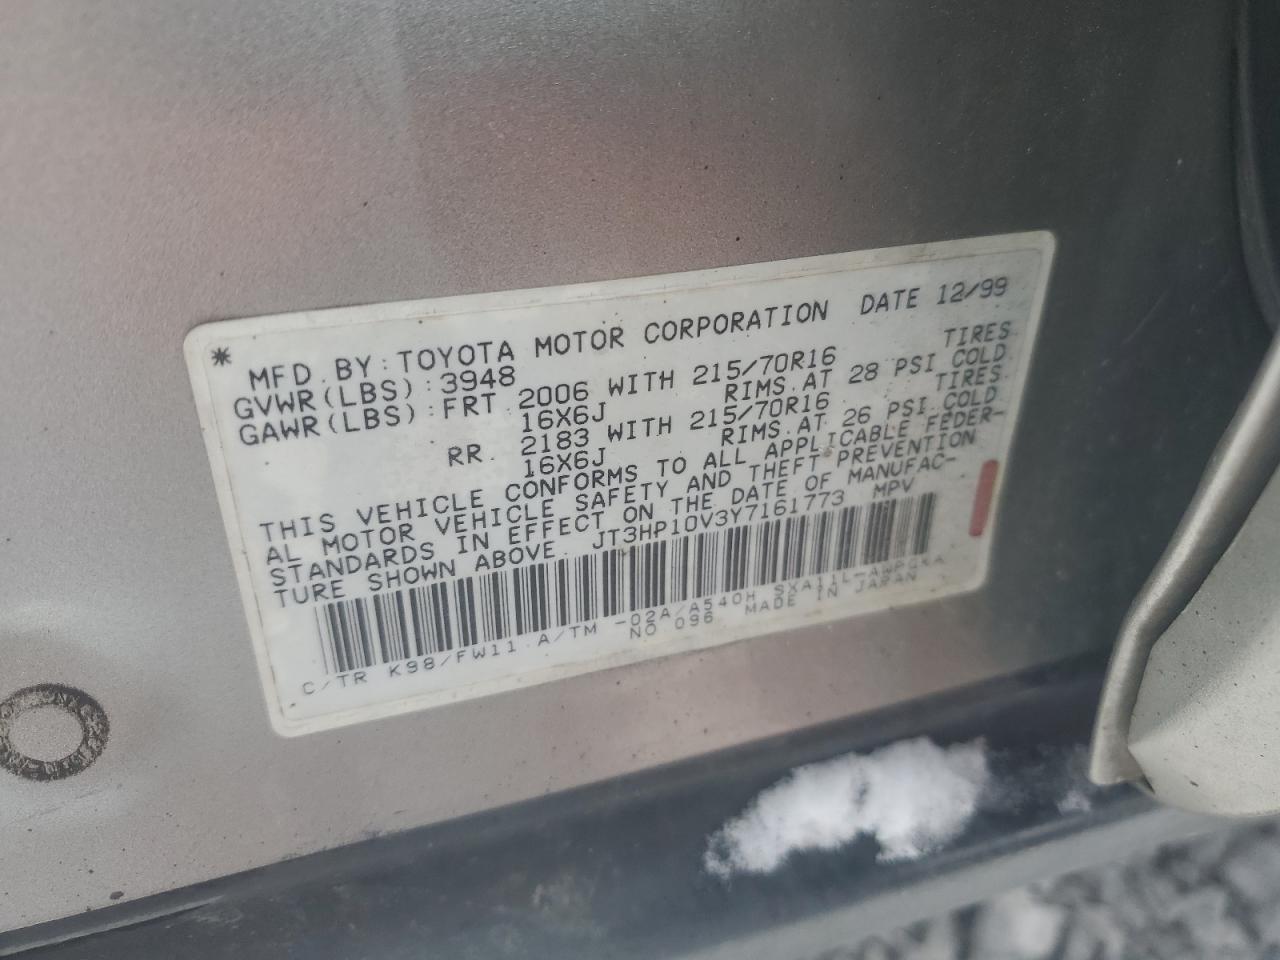 * MFD BY: TOYOTA MOTOR CORPORATION DATE 12/99
GVWR(LBS): 3948
GAWR(LBS): FRT 2006 WITH 215/70R16 TIRES
16X6J RIMS AT 28 PSI COLD
RR. 2183 WITH 215/70R16 TIRES
16X6J RIMS AT 26 PSI COLD
THIS VEHICLE CONFORMS TO ALL APPLICABLE FEDER-
AL MOTOR VEHICLE SAFETY AND THEFT PREVENTION
STANDARDS IN EFFECT ON THE DATE OF MANUFAC-
TURE SHOWN ABOVE. JT3HP10V3Y7161773 MPV
C/TR K98/FW11 A/TM -02A/A540H SXA11L-AWPGKA
NO 096 MADE IN JAPAN